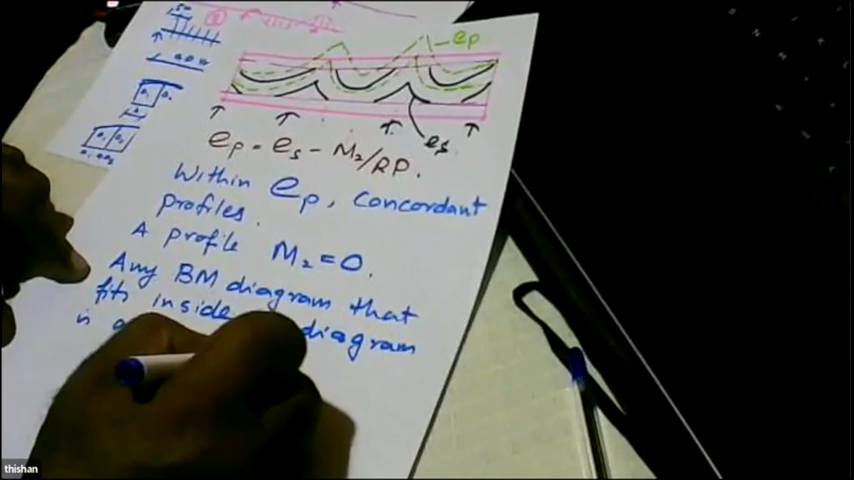 ep
es
ep = es - M2/RP.
Within ep, concordant
profiles.
A profile M2 = 0.
Any BM diagram that
fits inside diagram
is a
thishan